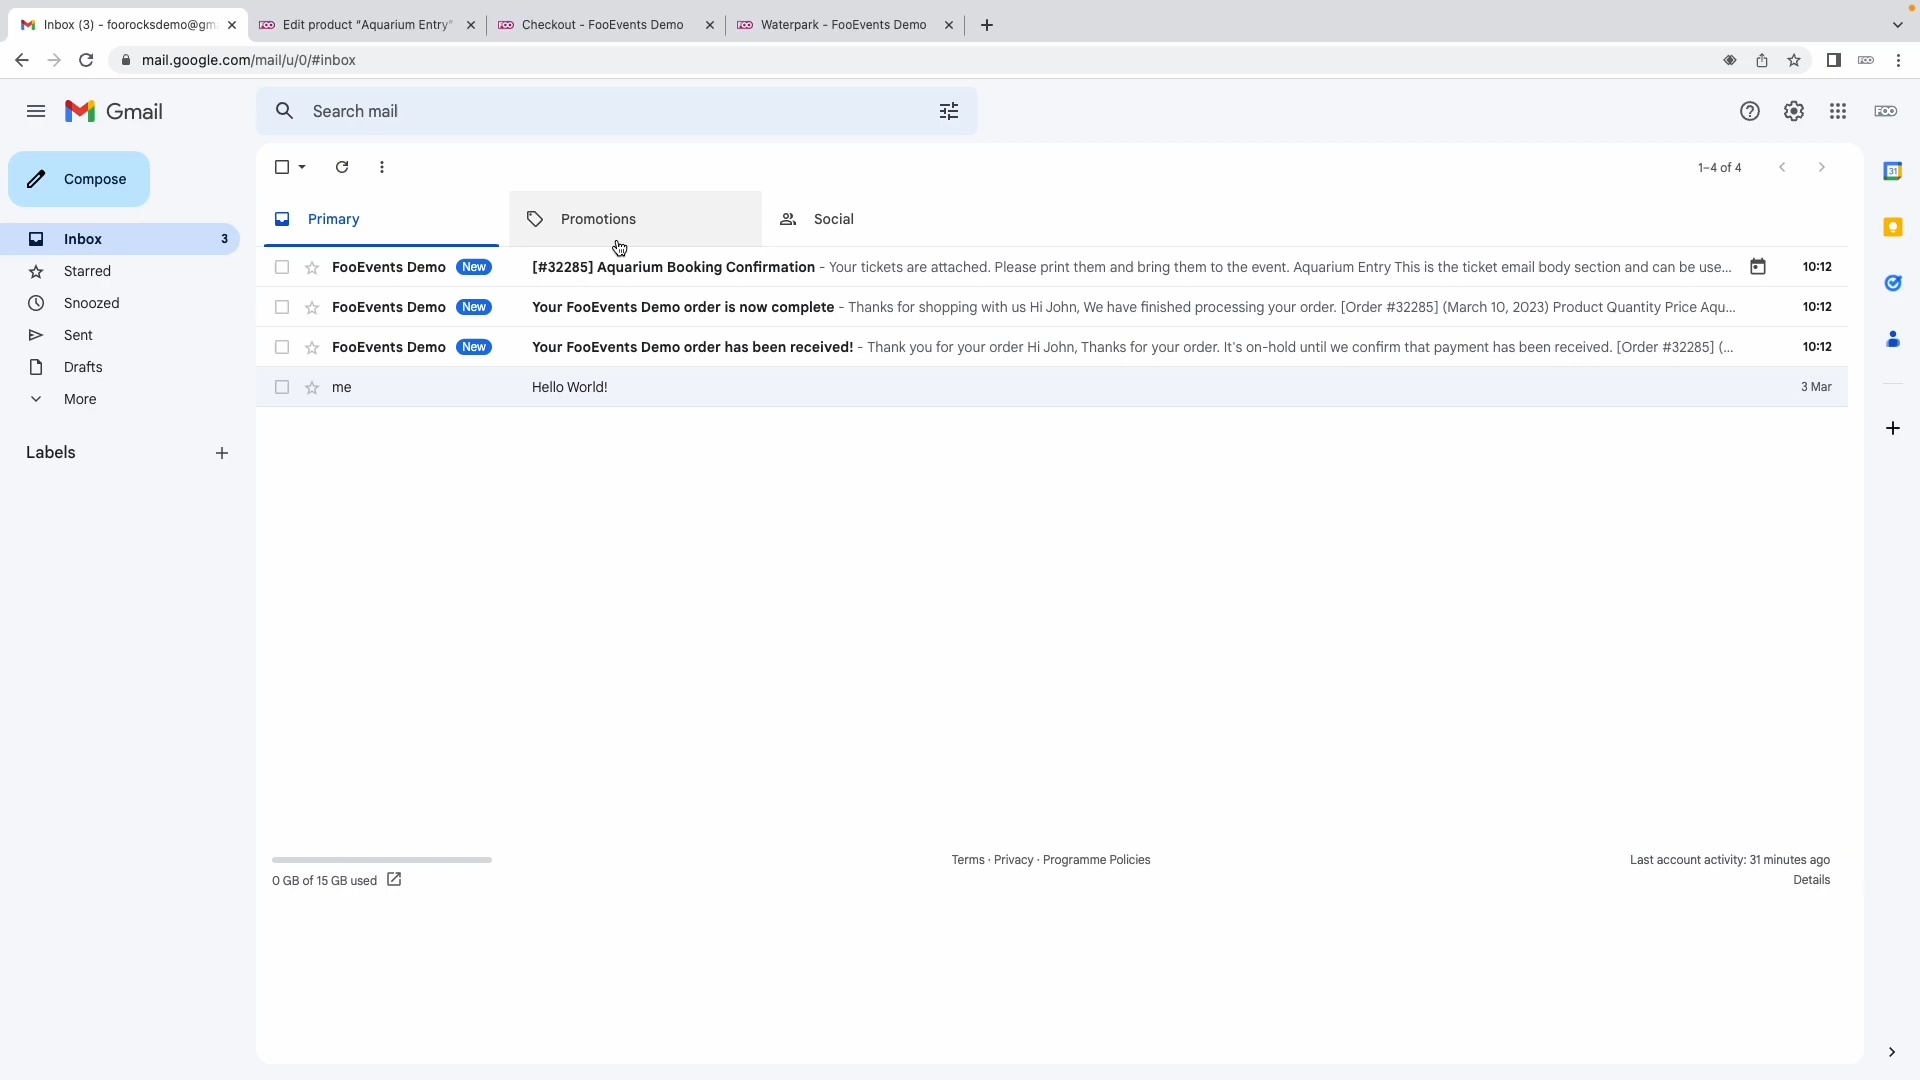 Inbox (3) - foorocksdemo@gm
Edit product "Aquarium Entry"
Checkout - FooEvents Demo
Waterpark - FooEvents Demo
mail.google.com/mail/u/0/#inbox
FOO
Gmail
Search mail
FOO
Compose
1–4 of 4
31
Primary
Promotions
Social
Inbox 3
FooEvents Demo New [#32285] Aquarium Booking Confirmation - Your tickets are attached. Please print them and bring them to the event. Aquarium Entry This is the ticket email body section and can be use... 10:12
Starred
Snoozed
FooEvents Demo New Your FooEvents Demo order is now complete - Thanks for shopping with us Hi John, We have finished processing your order. [Order #32285] (March 10, 2023) Product Quantity Price Aqu... 10:12
Sent
FooEvents Demo New Your FooEvents Demo order has been received! - Thank you for your order Hi John, Thanks for your order. It's on-hold until we confirm that payment has been received. [Order #32285] (... 10:12
Drafts
me Hello World! 3 Mar
More
Labels
Terms · Privacy · Programme Policies
Last account activity: 31 minutes ago
0 GB of 15 GB used
Details